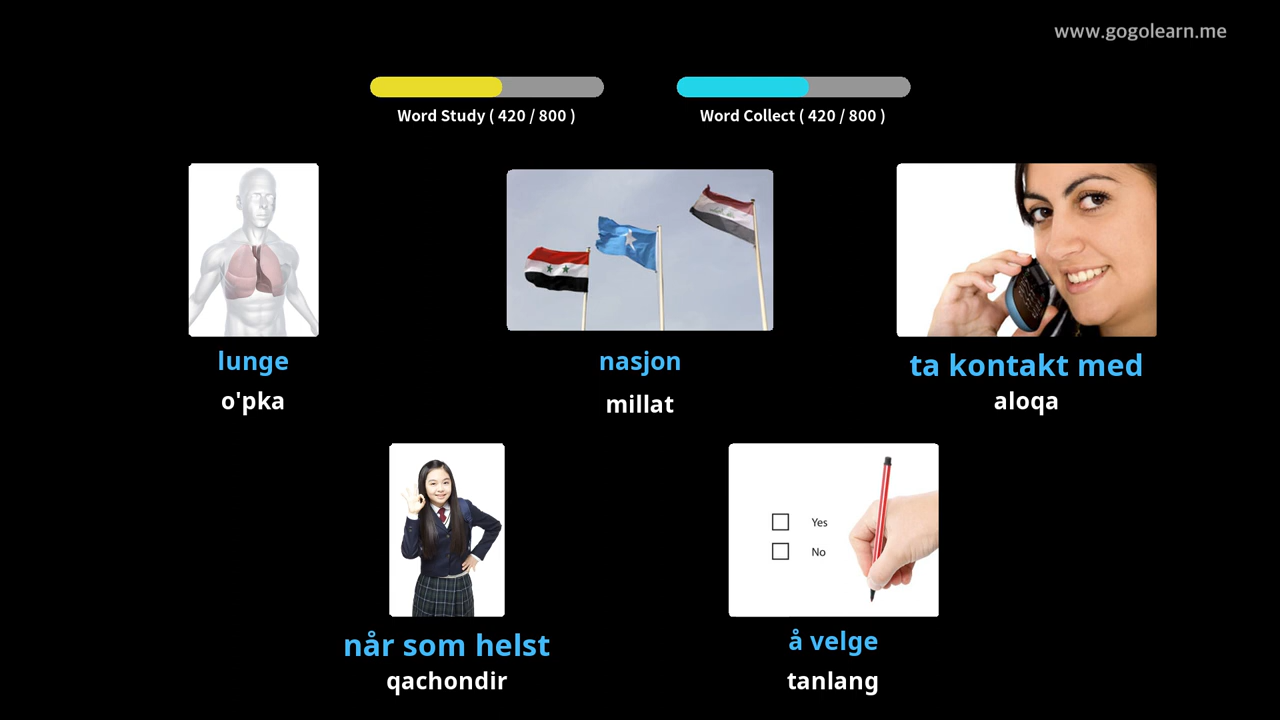 www.gogolearn.me
Word Study ( 420 / 800 )
Word Collect ( 420 / 800 )
lunge
o'pka
nasjon
millat
ta kontakt med
aloqa
Yes
No
når som helst
qachondir
å velge
tanlang